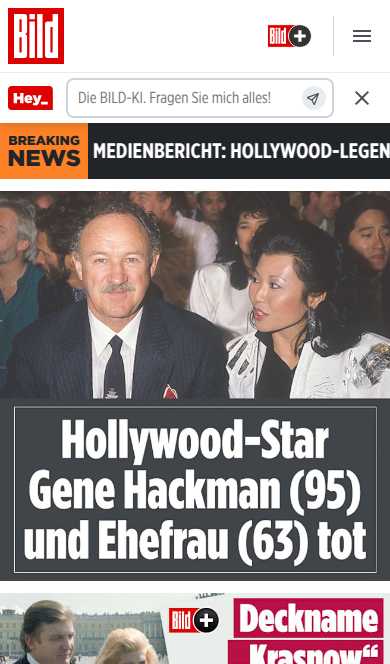 Bild
Bild+
Hey_
Die BILD-KI. Fragen Sie mich alles!
BREAKING
NEWS
MEDIENBERICHT: HOLLYWOOD-LEGEN
Hollywood-Star
Gene Hackman (95)
und Ehefrau (63) tot
Bild+
Deckname
Krasnow“